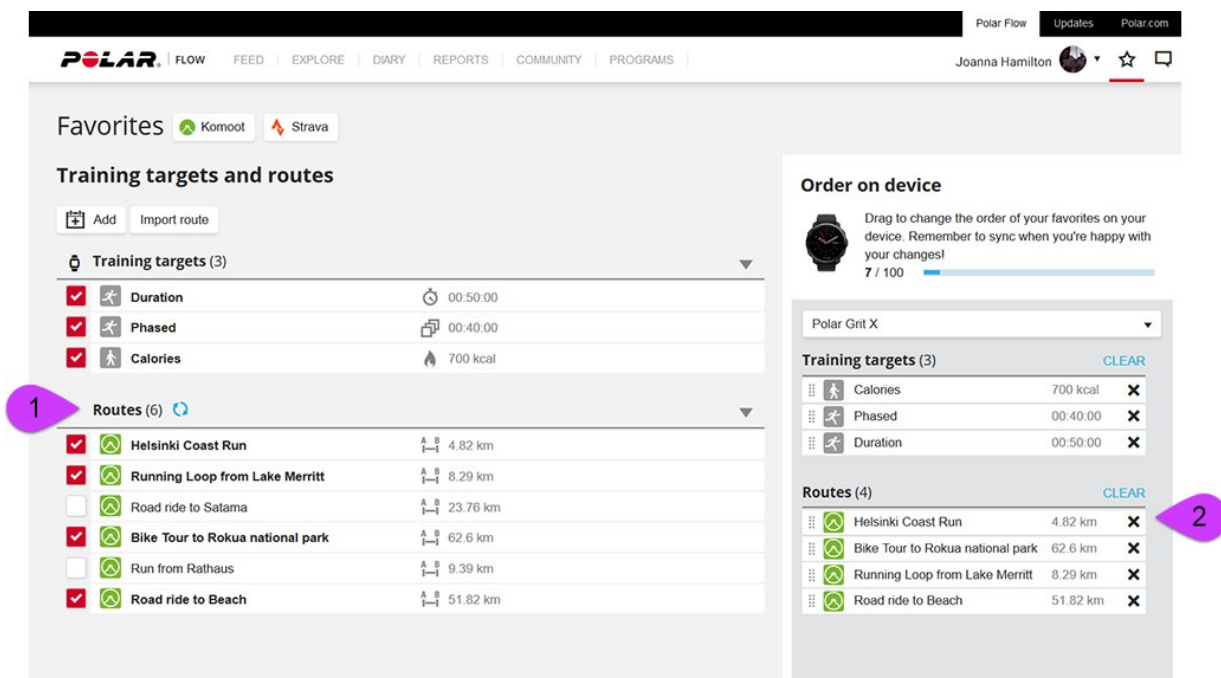 Polar Flow Updates Polar.com
POLAR. FLOW FEED EXPLORE DIARY REPORTS COMMUNITY PROGRAMS Joanna Hamilton
Favorites Komoot Strava
Training targets and routes
Add Import route
Training targets (3)
Duration 00:50:00
Phased 00:40:00
Calories 700 kcal
1
Routes (6)
Helsinki Coast Run A B 4.82 km
Running Loop from Lake Merritt A B 8.29 km
Road ride to Satama A B 23.76 km
Bike Tour to Rokua national park A B 62.6 km
Run from Rathaus A B 9.39 km
Road ride to Beach A B 51.82 km
Order on device
Drag to change the order of your favorites on your
device. Remember to sync when you're happy with
your changes!
7 / 100
Polar Grit X
Training targets (3) CLEAR
Calories 700 kcal
Phased 00:40:00
Duration 00:50:00
Routes (4) CLEAR
Helsinki Coast Run 4.82 km
2
Bike Tour to Rokua national park 62.6 km
Running Loop from Lake Merritt 8.29 km
Road ride to Beach 51.82 km